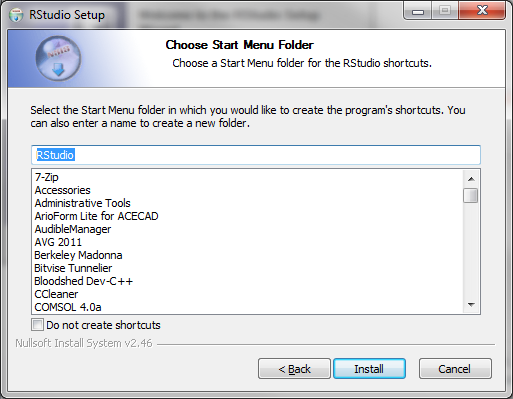 RStudio Setup
Choose Start Menu Folder
Choose a Start Menu folder for the RStudio shortcuts.
Select the Start Menu folder in which you would like to create the program's shortcuts. You
can also enter a name to create a new folder.
RStudio
7-Zip
Accessories
Administrative Tools
ArioForm Lite for ACECAD
AudibleManager
AVG 2011
Berkeley Madonna
Bitvise Tunnelier
Bloodshed Dev-C++
CCleaner
COMSOL 4.0a
Do not create shortcuts
Nullsoft Install System v2.46
< Back
Install
Cancel